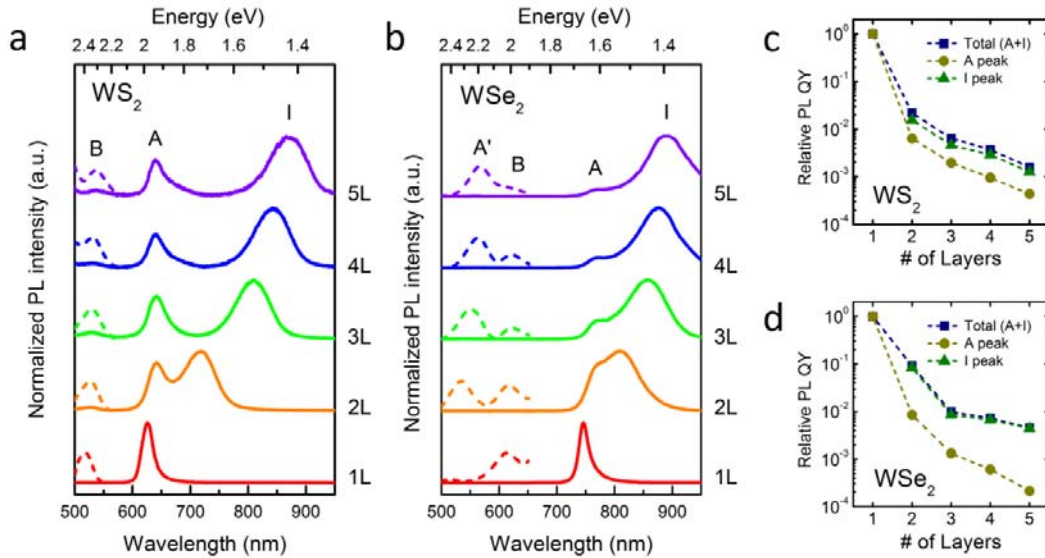 a
Energy (eV)
2.4 2.2 2 1.8 1.6 1.4
WS2
B
A
I
5L
4L
3L
2L
1L
Normalized PL intensity (a.u.)
500 600 700 800 900
Wavelength (nm)
b
Energy (eV)
2.4 2.2 2 1.8 1.6 1.4
WSe2
A'
B
A
I
5L
4L
3L
2L
1L
Normalized PL intensity (a.u.)
500 600 700 800 900
Wavelength (nm)
c
Relative PL QY
10^0
10^-1
10^-2
10^-3
10^-4
Total (A+I)
A peak
I peak
WS2
1 2 3 4 5
# of Layers
d
Relative PL QY
10^0
10^-1
10^-2
10^-3
10^-4
Total (A+I)
A peak
I peak
WSe2
1 2 3 4 5
# of Layers